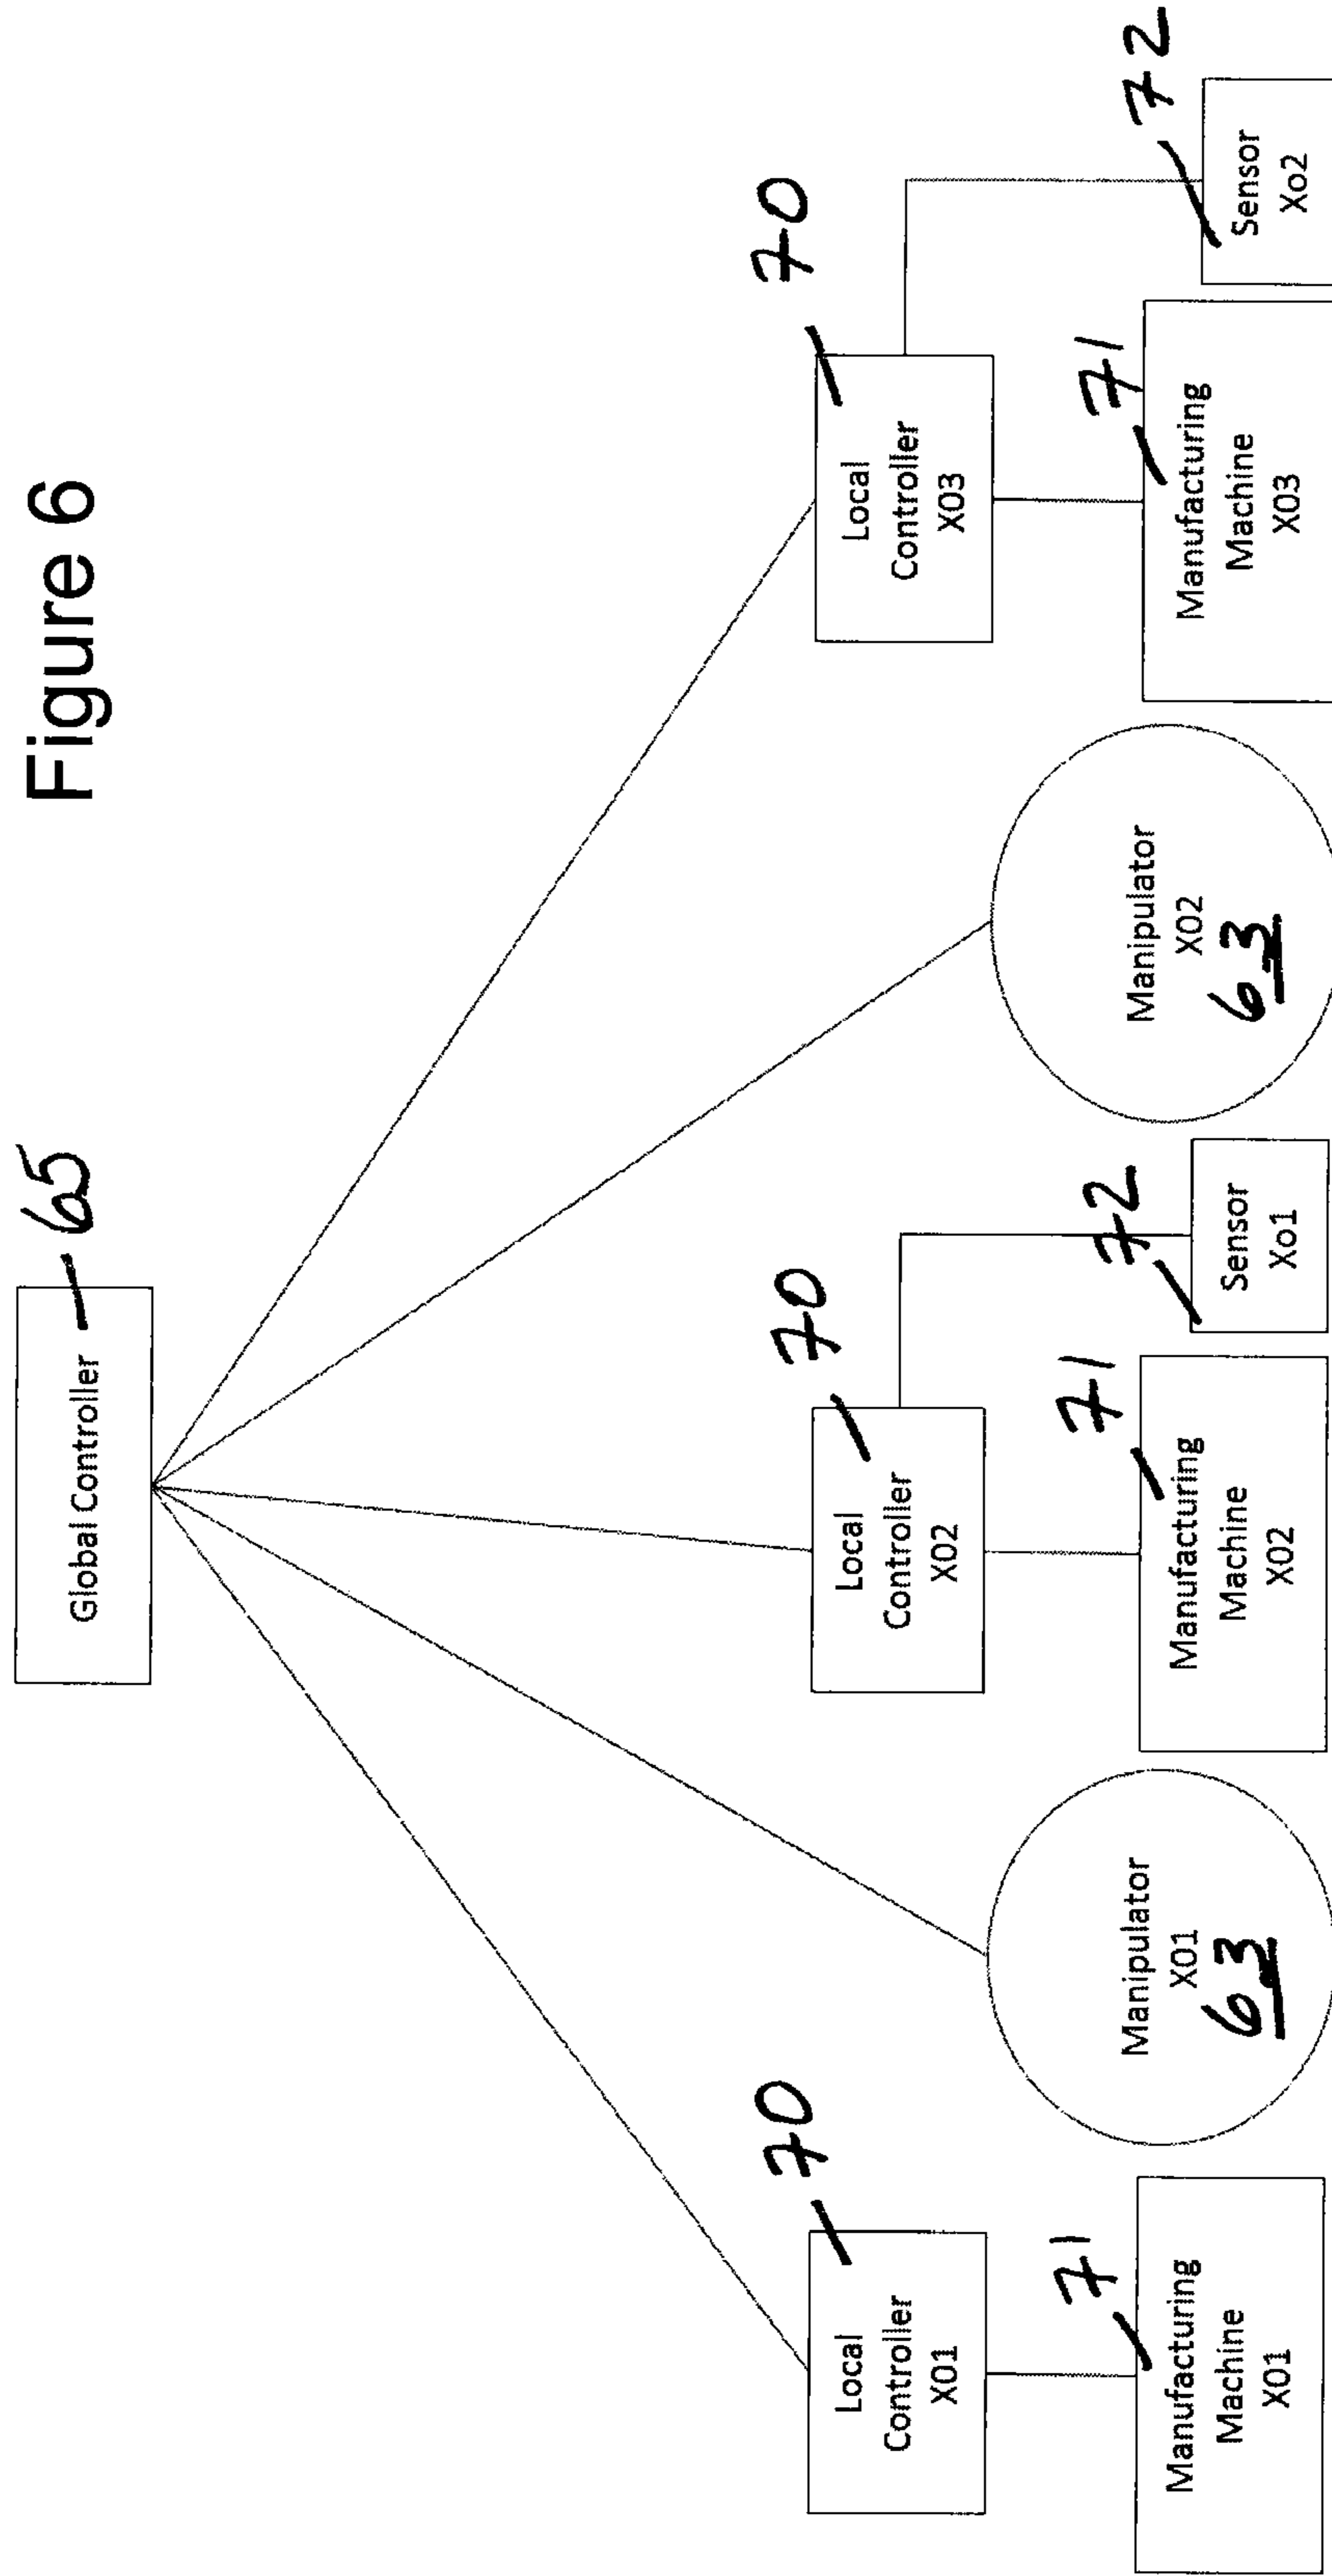 Figure 6
Global Controller
65
70
Local
Controller
X01
71
Manufacturing
Machine
X01
Manipulator
X01
63
70
Local
Controller
X02
71
Manufacturing
Machine
X02
72
Sensor
Xo1
Manipulator
X02
63
70
Local
Controller
X03
71
Manufacturing
Machine
X03
72
Sensor
Xo2